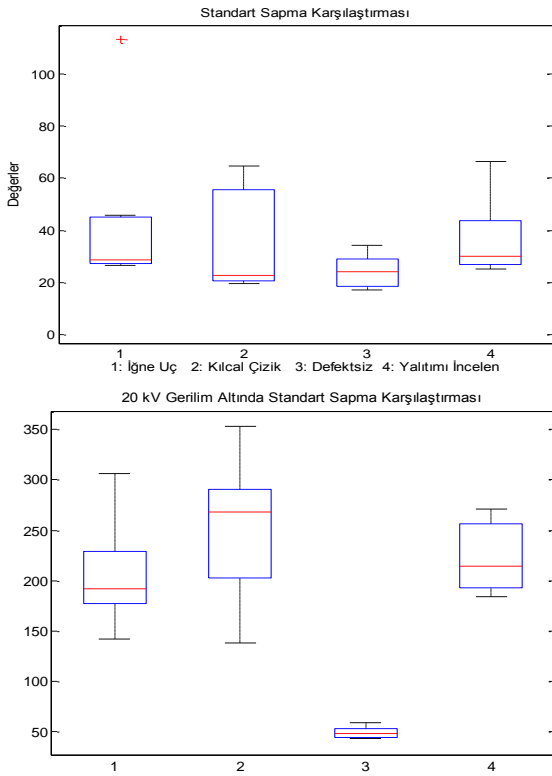 Standart Sapma Karşılaştırması
Değerler
100
80
60
40
20
0
1 2 3 4
1: İğne Uç 2: Kılcal Çizik 3: Defektsiz 4: Yalıtımı İncelen
20 kV Gerilim Altında Standart Sapma Karşılaştırması
350
300
250
200
150
100
50
1 2 3 4